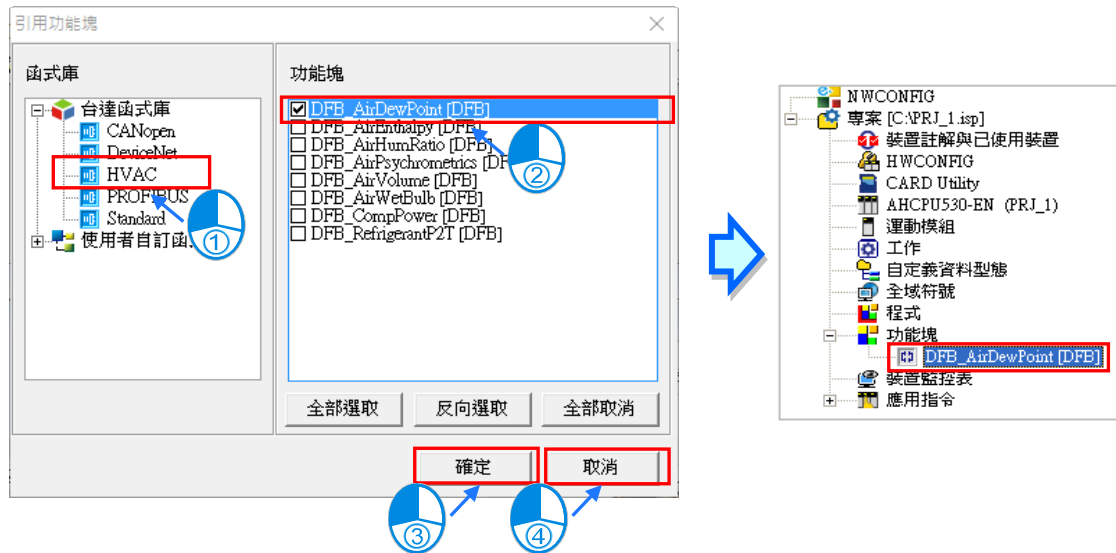 引用功能塊
函式庫
台達函式庫
CANopen
DeviceNet
HVAC
PROFIBUS
Standard
使用者自訂函
①
功能塊
DFB_AirDewPoint [DFB]
DFB_AirEnthalpy [DFB]
DFB_AirHumRatio [DFB]
DFB_AirPsychrometrics [DF
DFB_AirVolume [DFB]
DFB_AirWetBulb [DFB]
DFB_CompPower [DFB]
DFB_RefrigerantP2T [DFB]
②
全部選取 反向選取 全部取消
確定 取消
③ ④
NWCONFIG
專案 [C:\PRJ_1.isp]
裝置註解與已使用裝置
HWCONFIG
CARD Utility
AHCPU530-EN (PRJ_1)
運動模組
工作
自定義資料型態
全域符號
程式
功能塊
DFB_AirDewPoint [DFB]
裝置監控表
應用指令